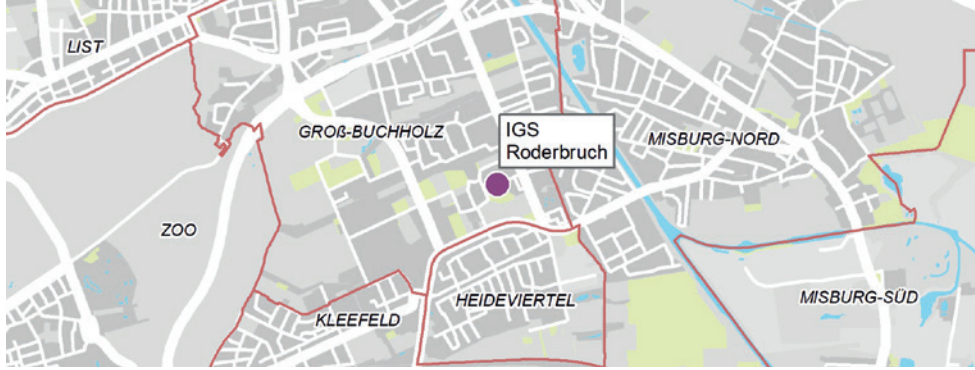 LIST
GROß-BUCHHOLZ
IGS
Roderbruch
MISBURG-NORD
ZOO
HEIDEVIERTEL
MISBURG-SÜD
KLEEFELD